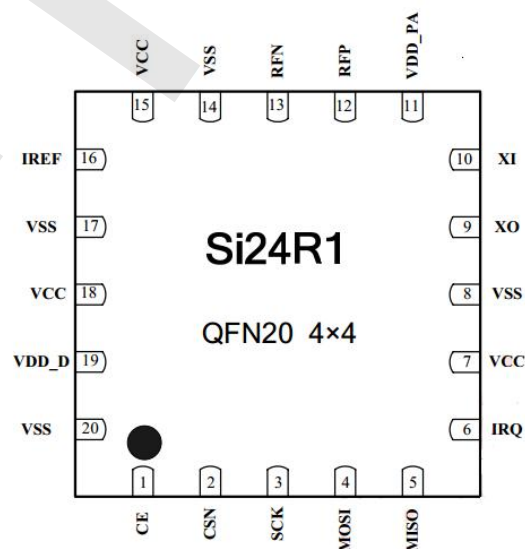 VCC VSS RFN RFP VDD_PA
15 14 13 12 11
IREF 16 10 XI
VSS 17 9 XO
Si24R1
VCC 18 8 VSS
QFN20 4×4
VDD_D 19 7 VCC
VSS 20 6 IRQ
1 2 3 4 5
CE CSN SCK MOSI MISO